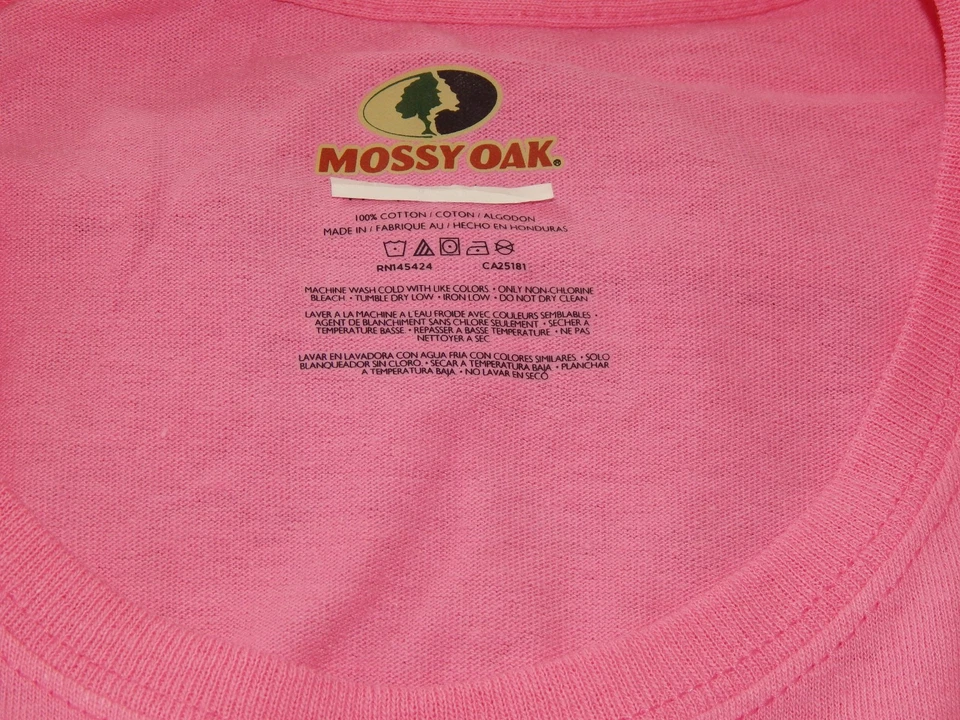 MOSSY OAK®
100% COTTON / COTON / ALGODON
MADE IN / FABRIQUE AU / HECHO EN HONDURAS
RN145424 CA25181
MACHINE WASH COLD WITH LIKE COLORS • ONLY NON-CHLORINE
BLEACH • TUMBLE DRY LOW • IRON LOW • DO NOT DRY CLEAN
LAVER A LA MACHINE A L'EAU FROIDE AVEC COULEURS SEMBLABLES •
AGENT DE BLANCHIMENT SANS CHLORE SEULEMENT • SECHER A
TEMPERATURE BASSE • REPASSER A BASSE TEMPERATURE • NE PAS
NETTOYER A SEC
LAVAR EN LAVADORA CON AGUA FRIA CON COLORES SIMILARES • SOLO
BLANQUEADOR SIN CLORO • SECAR A TEMPERATURA BAJA • PLANCHAR
A TEMPERATURA BAJA • NO LAVAR EN SECO